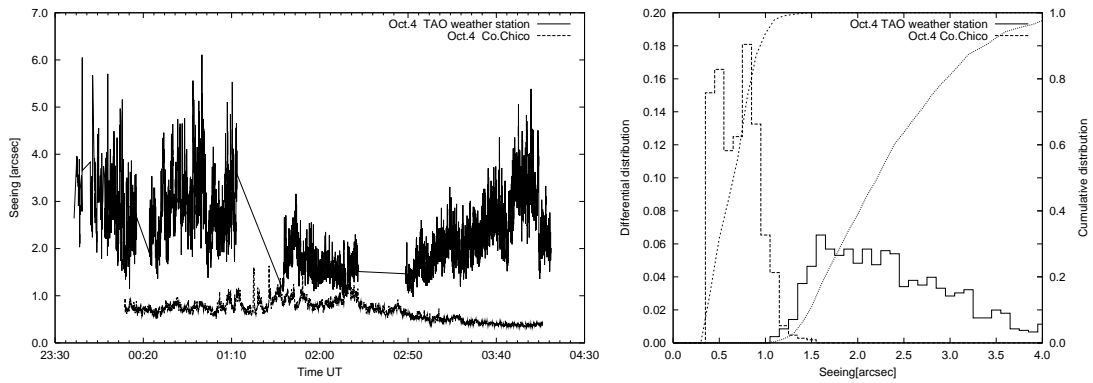 Oct.4 TAO weather station
Oct.4 Co.Chico
7.0
6.0
5.0
4.0
3.0
2.0
1.0
0.0
Seeing [arcsec]
23:30 00:20 01:10 02:00 02:50 03:40 04:30
Time UT
Oct.4 TAO weather station
Oct.4 Co.Chico
0.20
0.18
0.16
0.14
0.12
0.10
0.08
0.06
0.04
0.02
0.00
Differential distribution
1.0
0.8
0.6
0.4
0.2
0.0
Cumulative distribution
0.0 0.5 1.0 1.5 2.0 2.5 3.0 3.5 4.0
Seeing[arcsec]